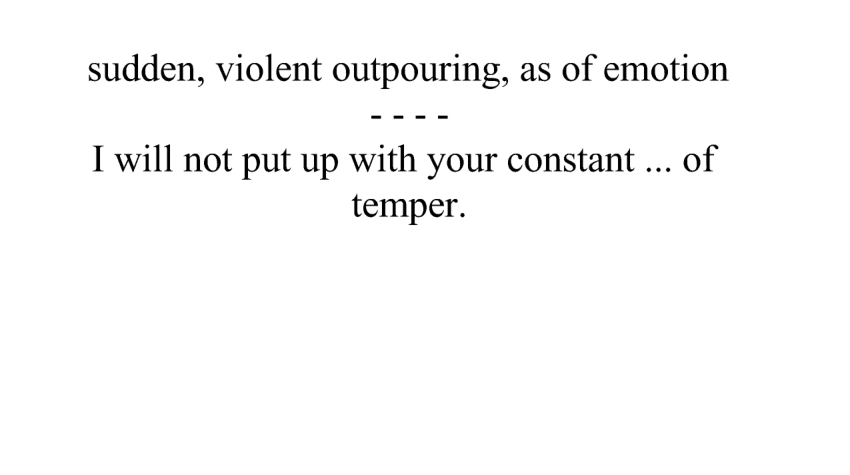 sudden, violent outpouring, as of emotion
- - - -
I will not put up with your constant ... of
temper.